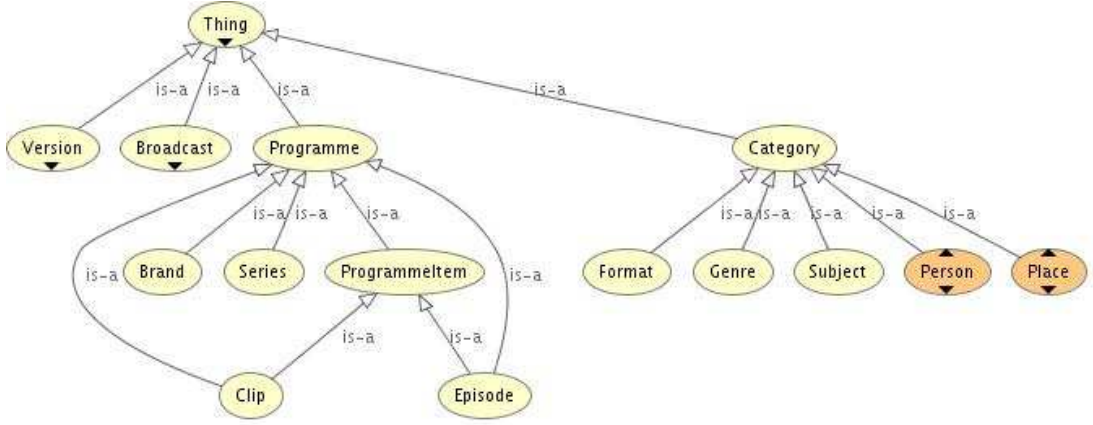 Thing
is-a is-a is-a is-a
Version Broadcast Programme Category
is-a is-a is-a is-a is-a is-a is-a is-a
is-a Brand Series ProgrammeItem is-a Format Genre Subject Person Place
is-a is-a
Clip Episode